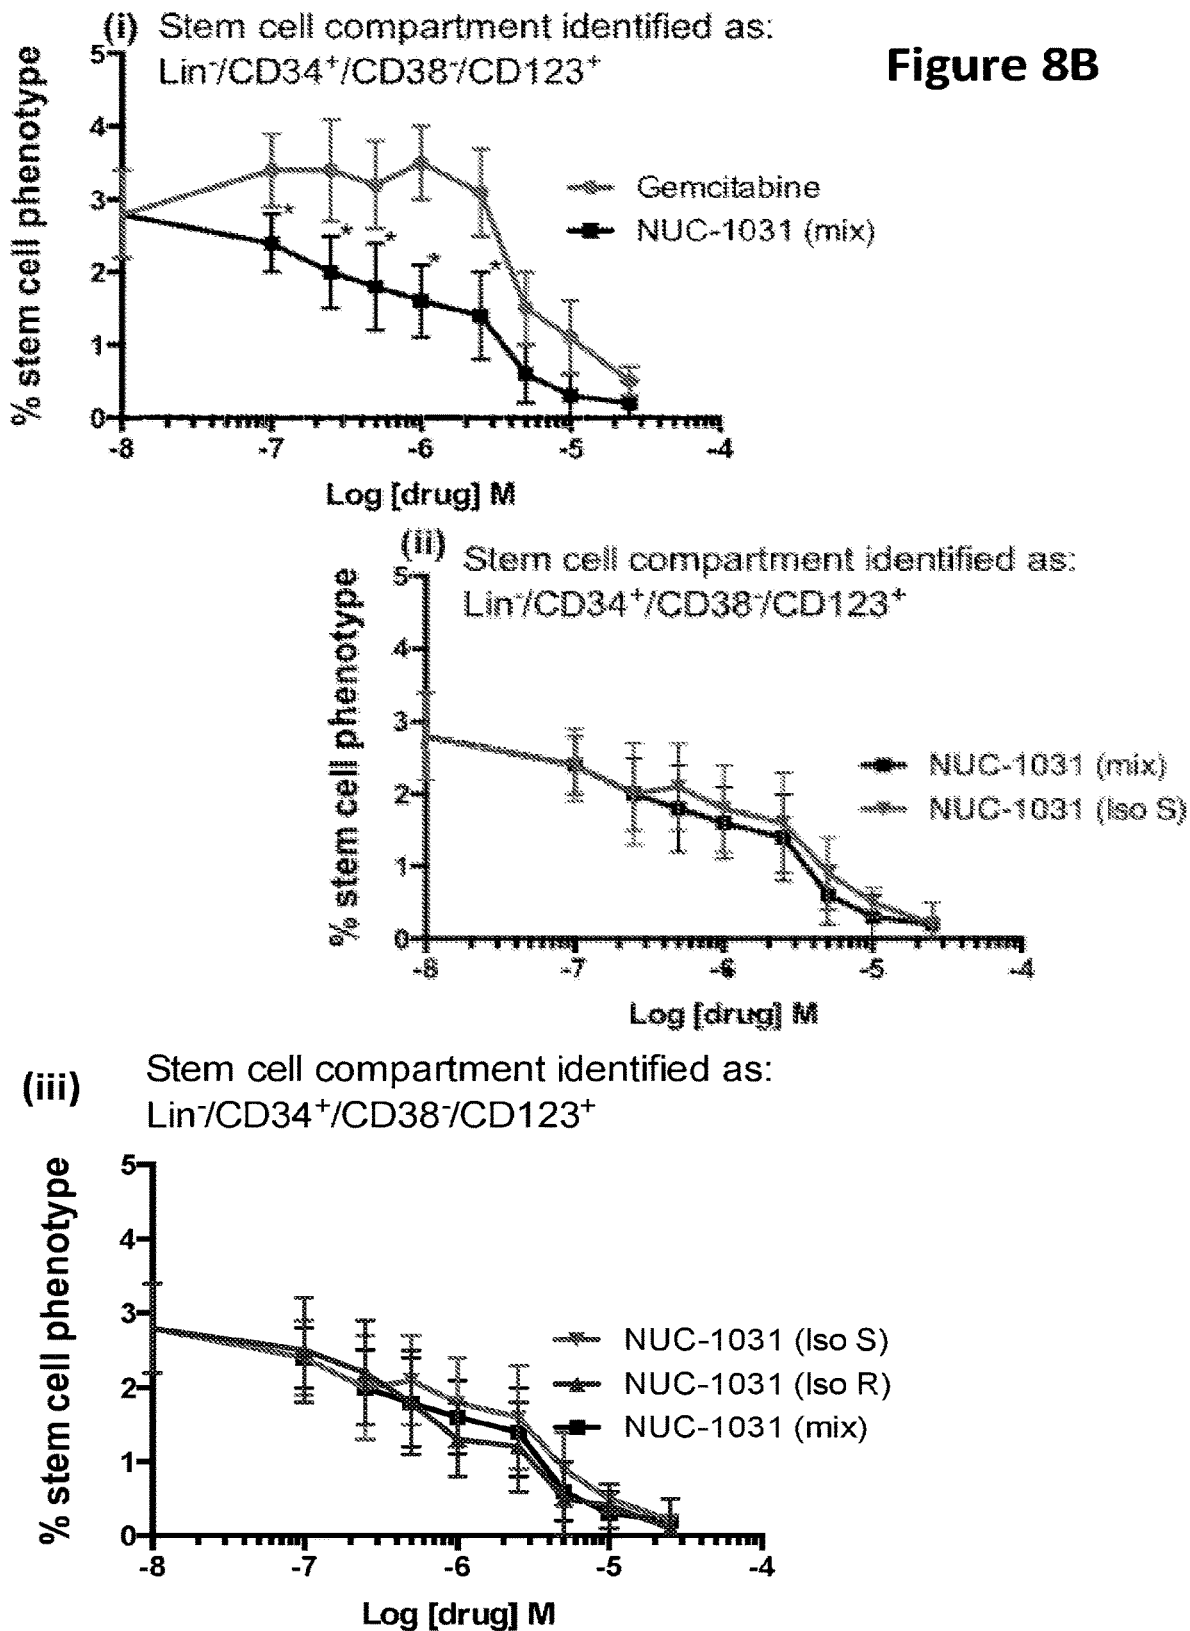 (i) Stem cell compartment identified as:
Lin⁻/CD34⁺/CD38⁻/CD123⁺
Figure 8B
% stem cell phenotype
5
4
3
2
1
0
* * * * *
Gemcitabine
NUC-1031 (mix)
-8 -7 -6 -5 -4
Log [drug] M
(ii) Stem cell compartment identified as:
Lin⁻/CD34⁺/CD38⁻/CD123⁺
% stem cell phenotype
5
4
3
2
1
0
NUC-1031 (mix)
NUC-1031 (Iso S)
-8 -7 -6 -5 -4
Log [drug] M
(iii) Stem cell compartment identified as:
Lin⁻/CD34⁺/CD38⁻/CD123⁺
% stem cell phenotype
5
4
3
2
1
0
NUC-1031 (Iso S)
NUC-1031 (Iso R)
NUC-1031 (mix)
-8 -7 -6 -5 -4
Log [drug] M